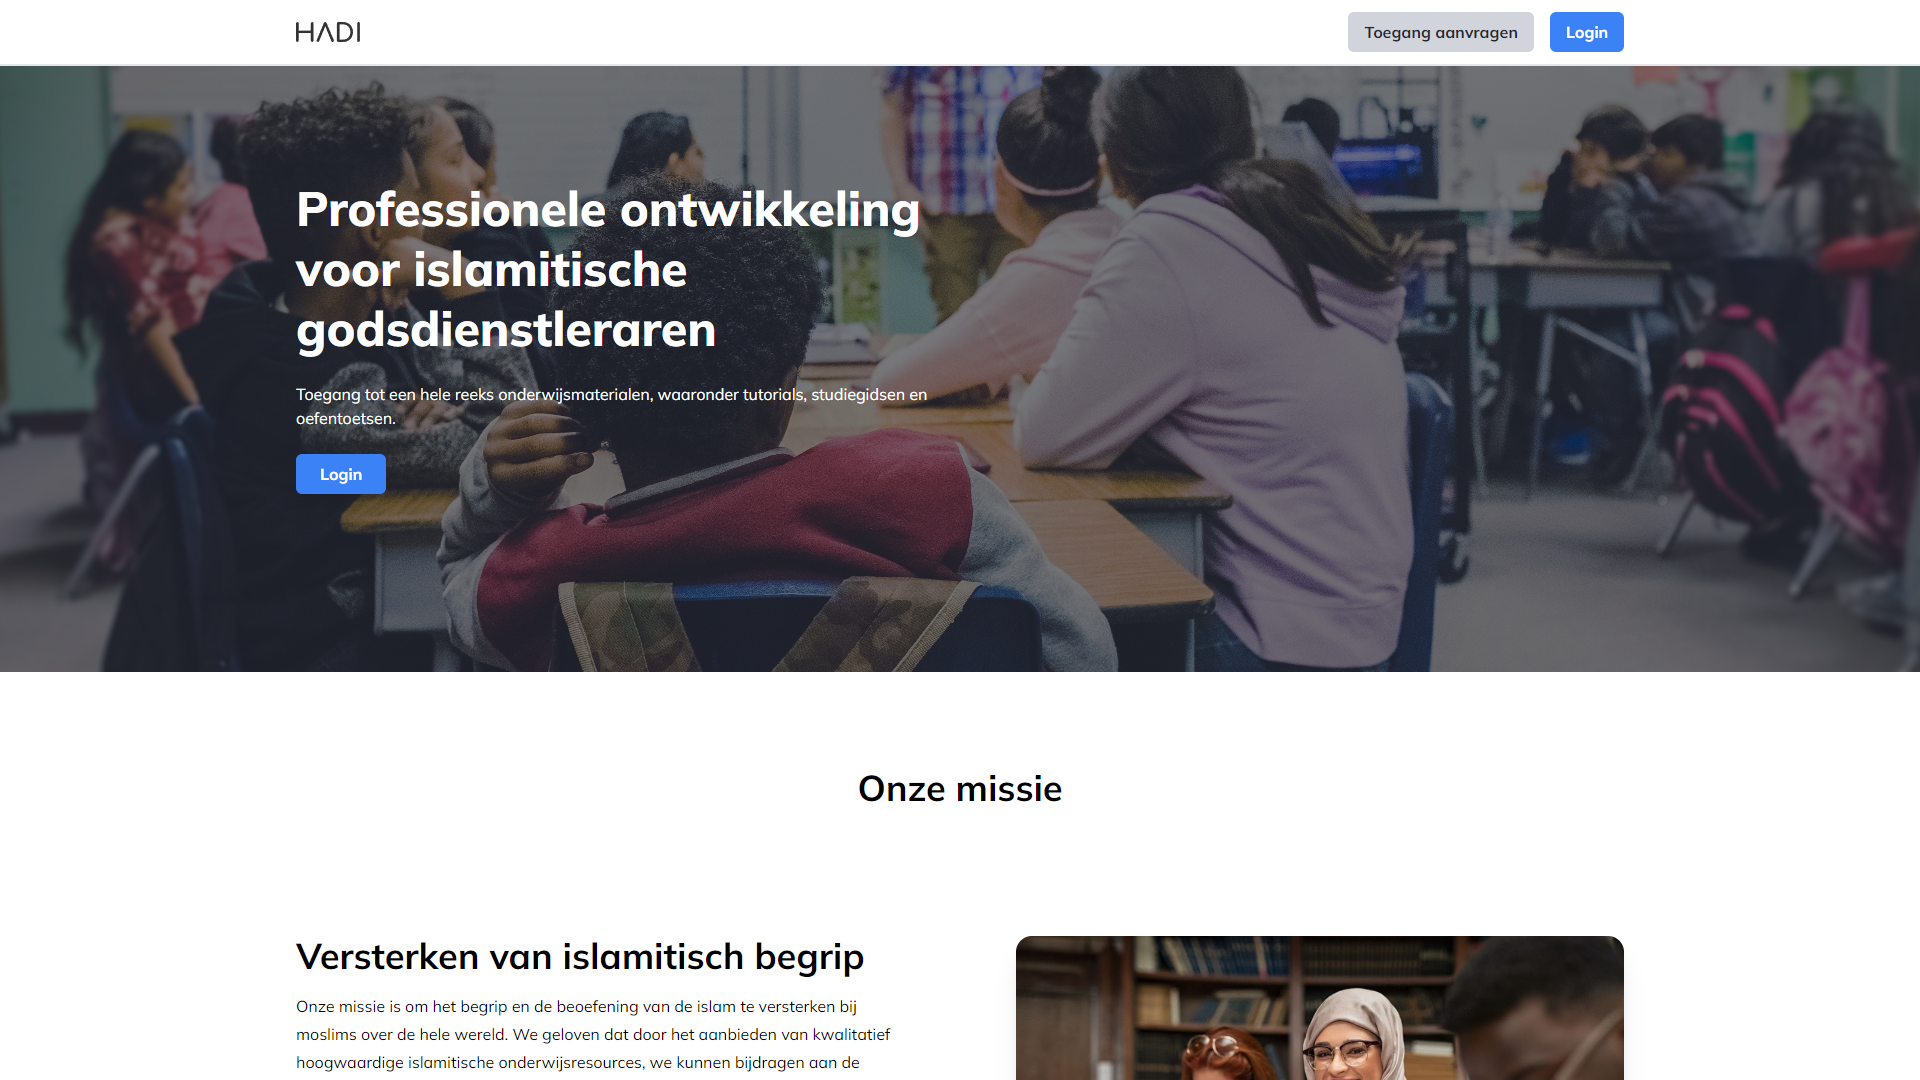 HADI
Toegang aanvragen
Login
Professionele ontwikkeling
voor islamitische
godsdienstleraren
Toegang tot een hele reeks onderwijsmaterialen, waaronder tutorials, studiegidsen en
oefentoetsen.
Login
Onze missie
Versterken van islamitisch begrip
Onze missie is om het begrip en de beoefening van de islam te versterken bij
moslims over de hele wereld. We geloven dat door het aanbieden van kwalitatief
hoogwaardige islamitische onderwijsresources, we kunnen bijdragen aan de